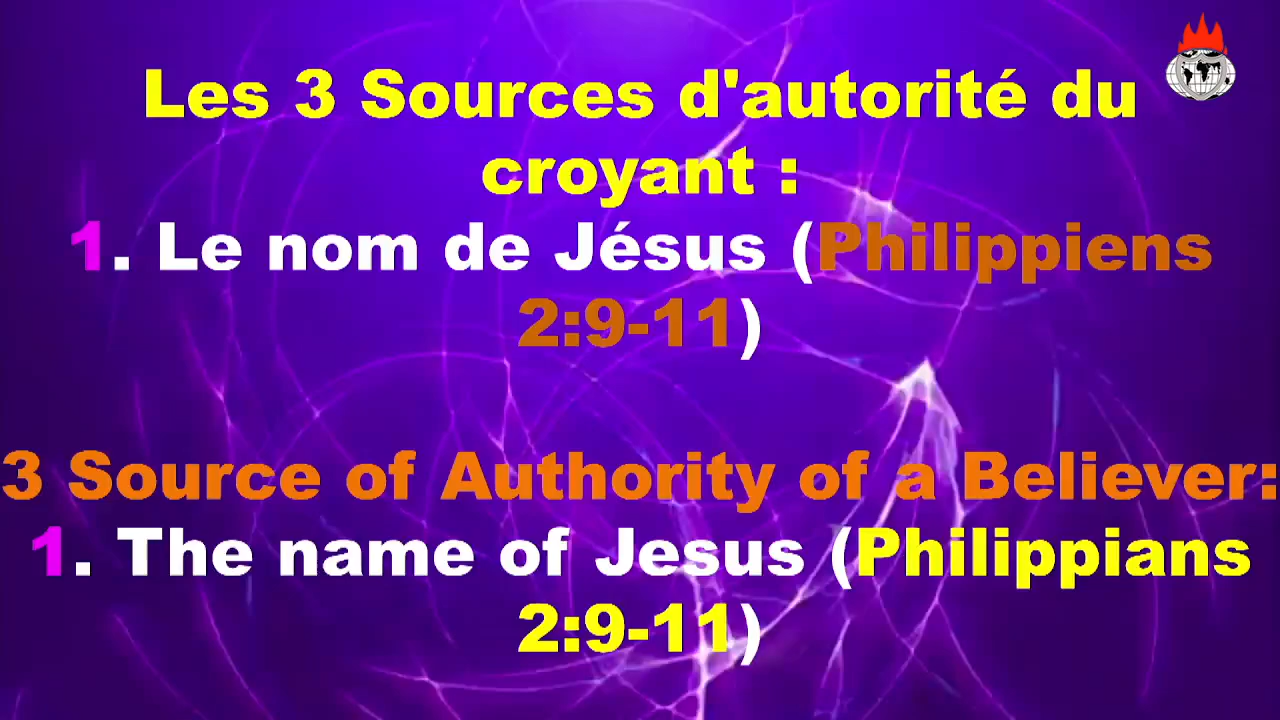 Les 3 Sources d'autorité du
croyant :
1. Le nom de Jésus (Philippiens
2:9-11)
3 Source of Authority of a Believer:
1. The name of Jesus (Philippians
2:9-11)